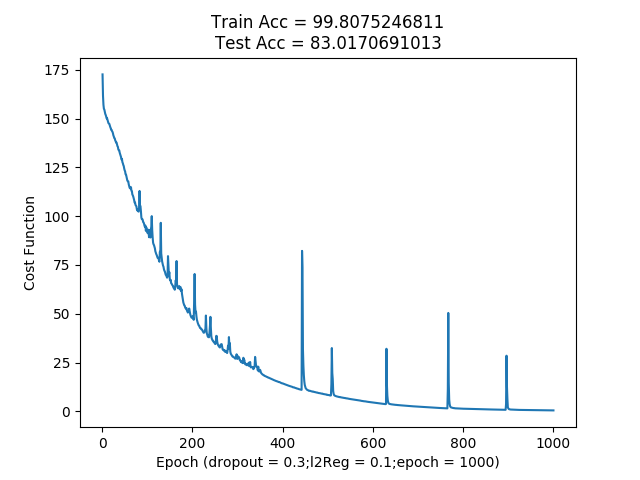 Train Acc = 99.8075246811
Test Acc = 83.0170691013
175
150
125
100
75
50
25
0
Cost Function
0 200 400 600 800 1000
Epoch (dropout = 0.3;l2Reg = 0.1;epoch = 1000)